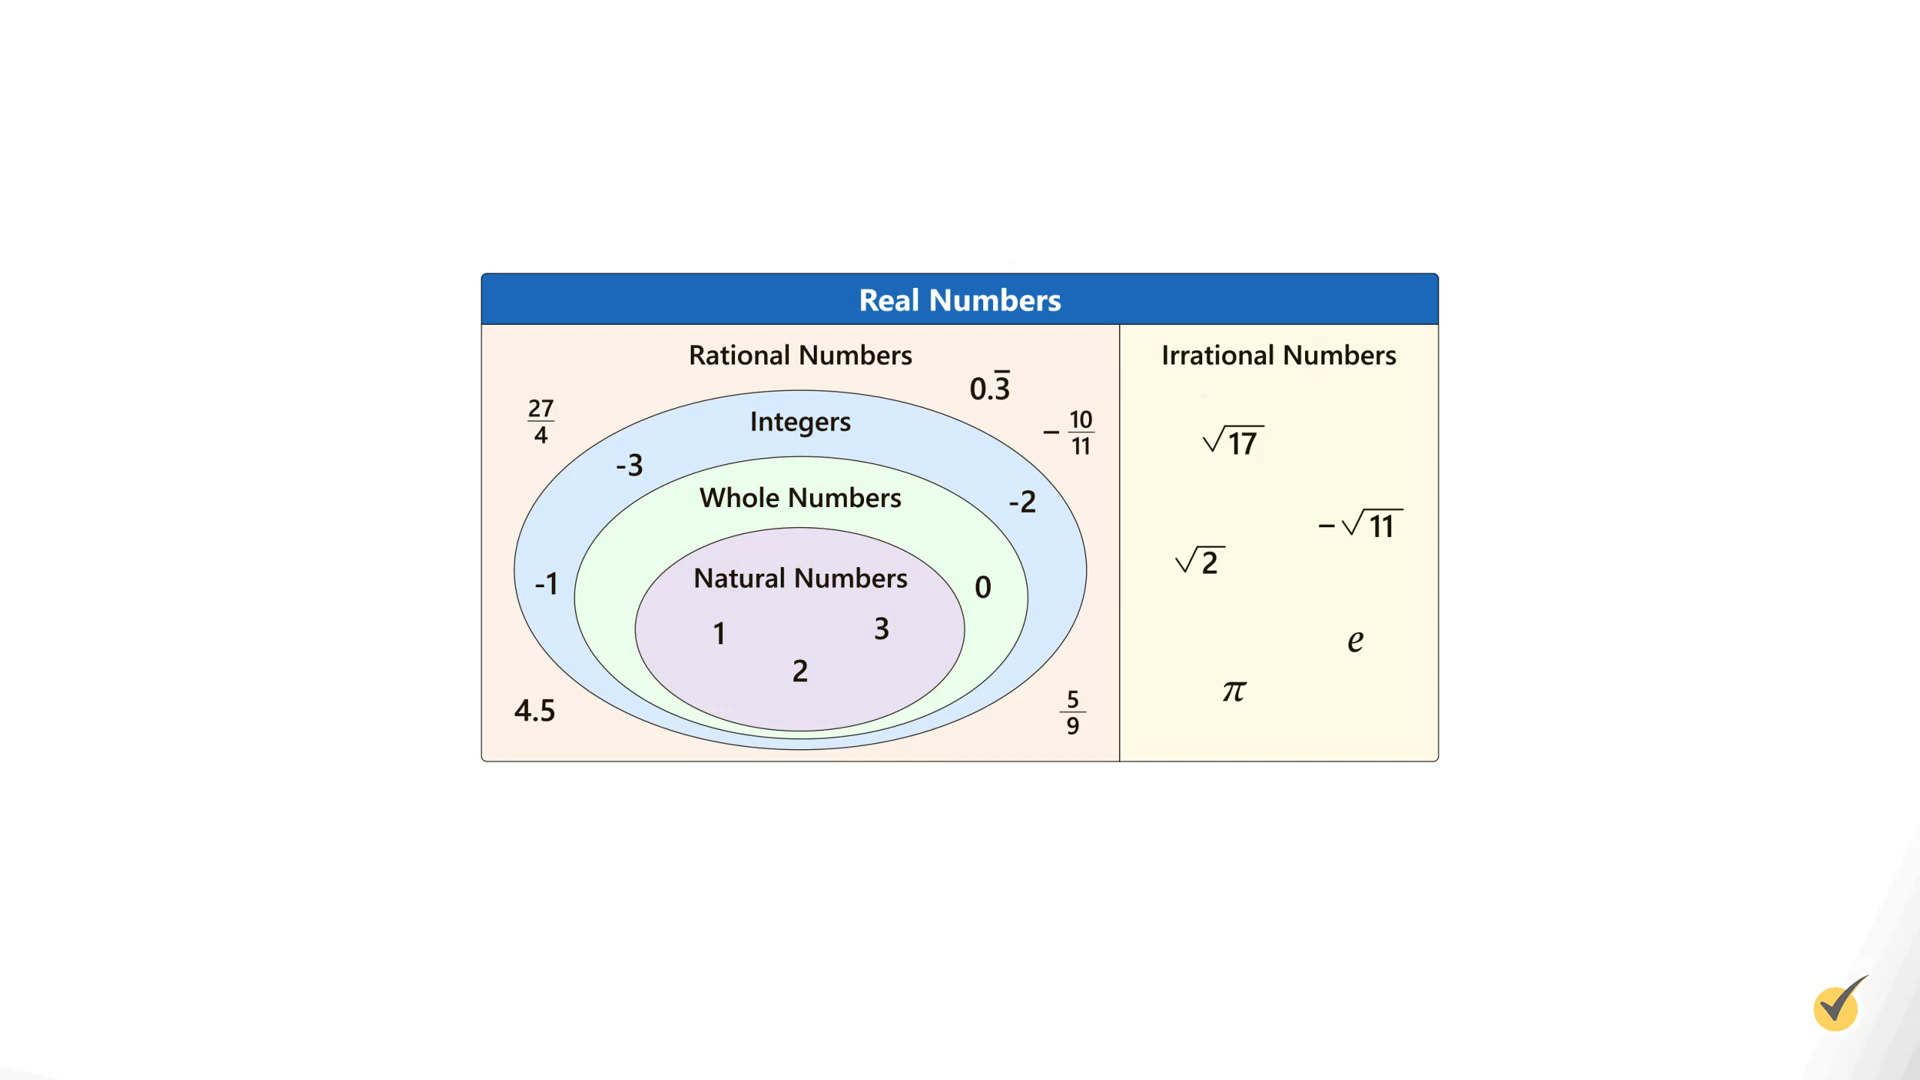 Real Numbers
Rational Numbers
Irrational Numbers
0.3̅
27/4
Integers
− 10/11
√17
-3
Whole Numbers
-2
−√11
√2
Natural Numbers
-1
0
1
3
e
2
π
4.5
5/9